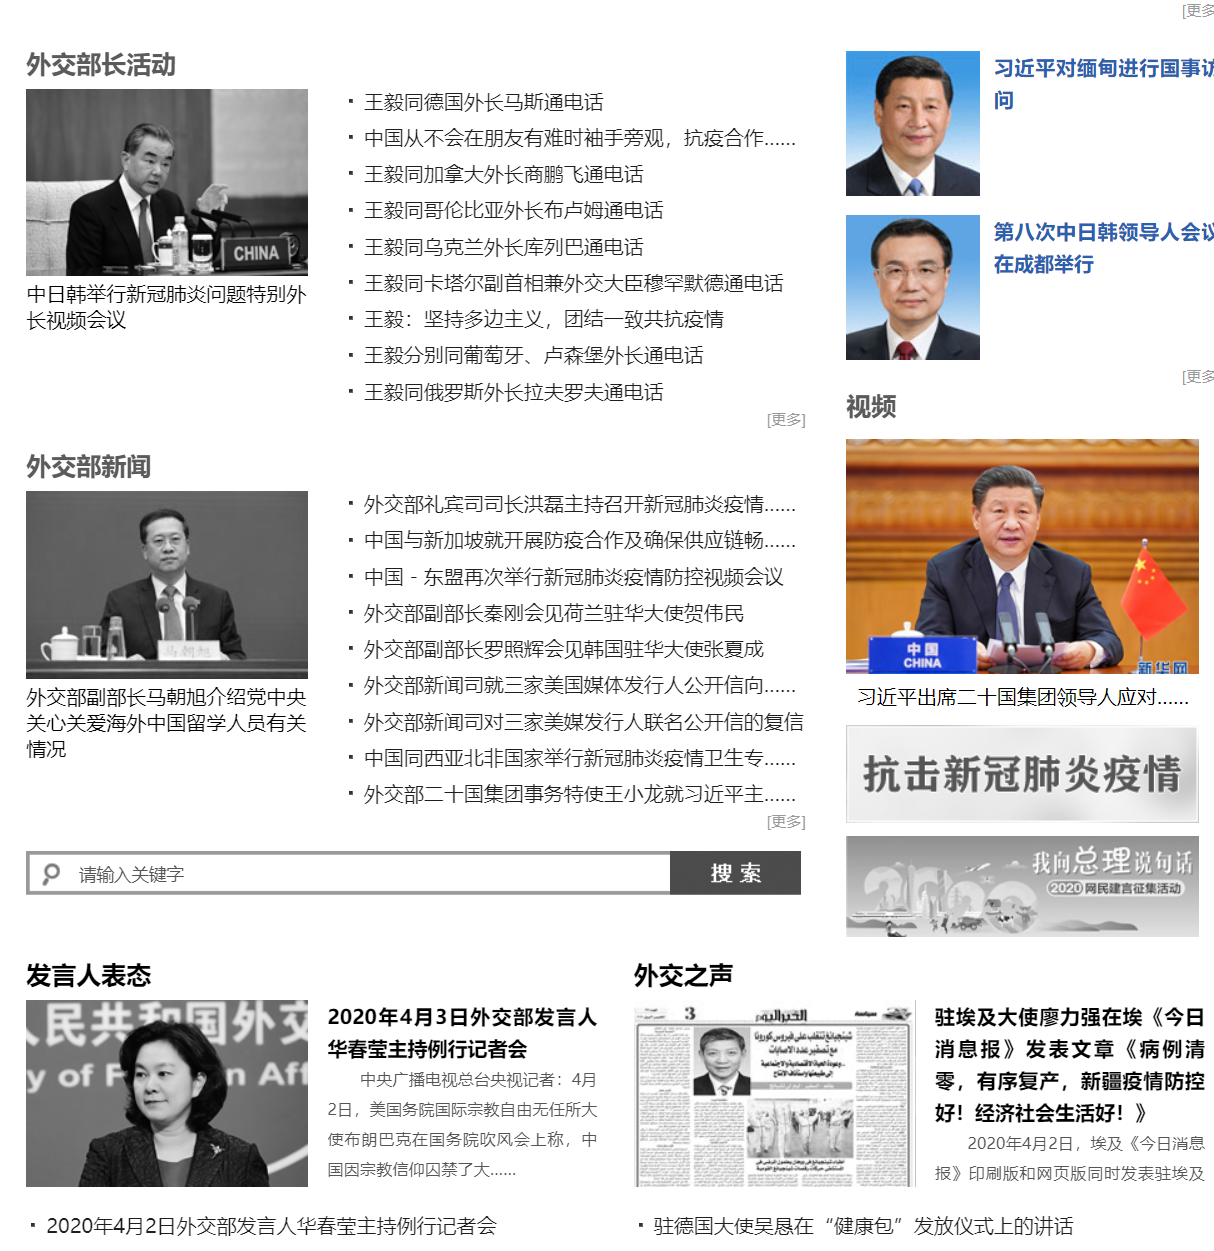 [更多
外交部长活动
CHINA
中日韩举行新冠肺炎问题特别外
长视频会议
王毅同德国外长马斯通电话
中国从不会在朋友有难时袖手旁观，抗疫合作......
王毅同加拿大外长商鹏飞通电话
王毅同哥伦比亚外长布卢姆通电话
王毅同乌克兰外长库列巴通电话
王毅同卡塔尔副首相兼外交大臣穆罕默德通电话
王毅：坚持多边主义，团结一致共抗疫情
王毅分别同葡萄牙、卢森堡外长通电话
王毅同俄罗斯外长拉夫罗夫通电话
[更多]
习近平对缅甸进行国事访
问
第八次中日韩领导人会议
在成都举行
[更多
外交部新闻
马朝旭
外交部副部长马朝旭介绍党中央
关心关爱海外中国留学人员有关
情况
外交部礼宾司司长洪磊主持召开新冠肺炎疫情......
中国与新加坡就开展防疫合作及确保供应链畅......
中国－东盟再次举行新冠肺炎疫情防控视频会议
外交部副部长秦刚会见荷兰驻华大使贺伟民
外交部副部长罗照辉会见韩国驻华大使张夏成
外交部新闻司就三家美国媒体发行人公开信向......
外交部新闻司对三家美媒发行人联名公开信的复信
中国同西亚北非国家举行新冠肺炎疫情卫生专......
外交部二十国集团事务特使王小龙就习近平主......
[更多]
视频
中国
CHINA
新华网
习近平出席二十国集团领导人应对......
抗击新冠肺炎疫情
我向总理说句话
2020 网民建言征集活动
2020
请输入关键字
搜 索
发言人表态
人民共和国外交
y of F n Aff
2020年4月3日外交部发言人
华春莹主持例行记者会
中央广播电视总台央视记者：4月
2日，美国务院国际宗教自由无任所大
使布朗巴克在国务院吹风会上称，中
国因宗教信仰囚禁了大......
2020年4月2日外交部发言人华春莹主持例行记者会
外交之声
3
驻埃及大使廖力强在埃《今日
消息报》发表文章《病例清
零，有序复产，新疆疫情防控
好！经济社会生活好！》
2020年4月2日，埃及《今日消息
报》印刷版和网页版同时发表驻埃及
驻德国大使吴恳在“健康包”发放仪式上的讲话